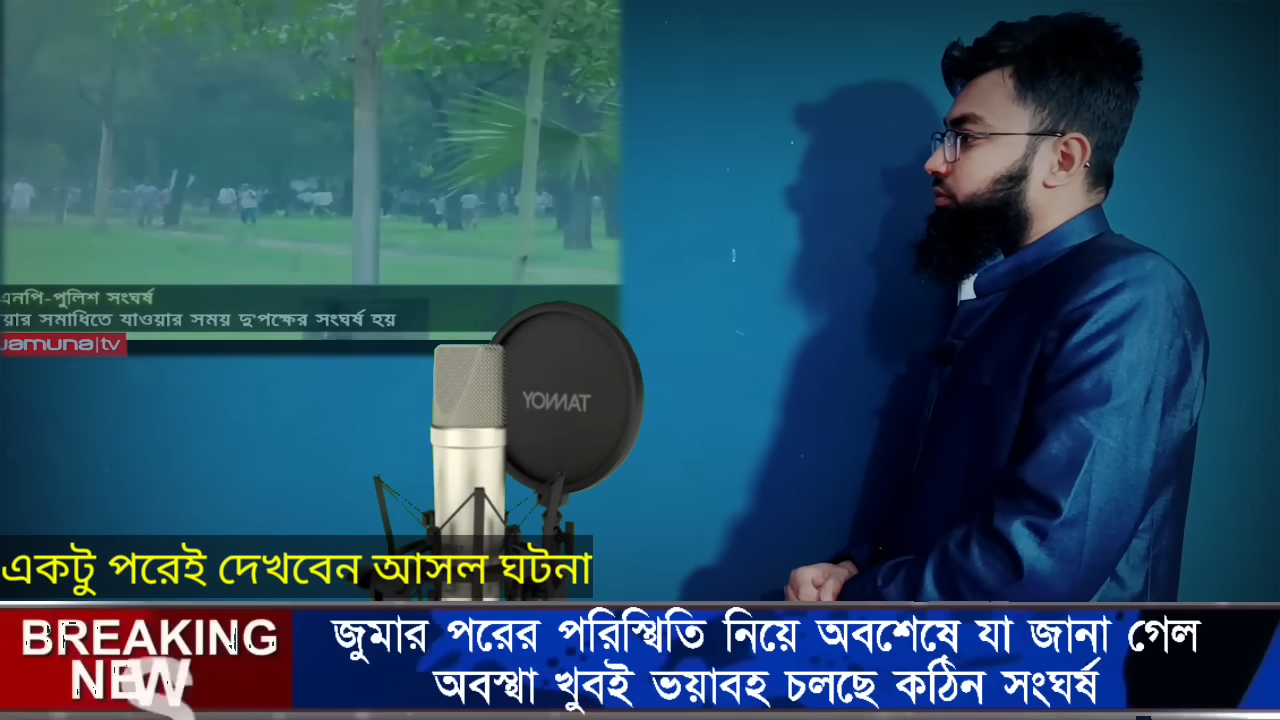 এনপি-পুলিশ সংঘর্ষ
য়ার সমাধিতে যাওয়ার সময় দু'পক্ষের সংঘর্ষ হয়
jamuna|tv
YOMAT
একটু পরেই দেখবেন আসল ঘটনা
BREAKING
NEWS
জুমার পরের পরিস্থিতি নিয়ে অবশেষে যা জানা গেল
অবস্থা খুবই ভয়াবহ চলছে কঠিন সংঘর্ষ